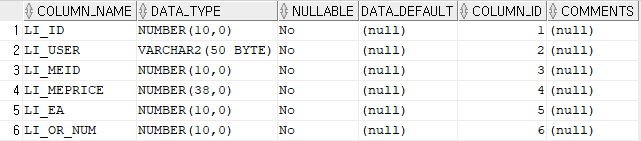 COLUMN_NAME DATA_TYPE NULLABLE DATA_DEFAULT COLUMN_ID COMMENTS
1 LI_ID NUMBER(10,0) No (null) 1 (null)
2 LI_USER VARCHAR2(50 BYTE) No (null) 2 (null)
3 LI_MEID NUMBER(10,0) No (null) 3 (null)
4 LI_MEPRICE NUMBER(38,0) No (null) 4 (null)
5 LI_EA NUMBER(10,0) No (null) 5 (null)
6 LI_OR_NUM NUMBER(10,0) No (null) 6 (null)